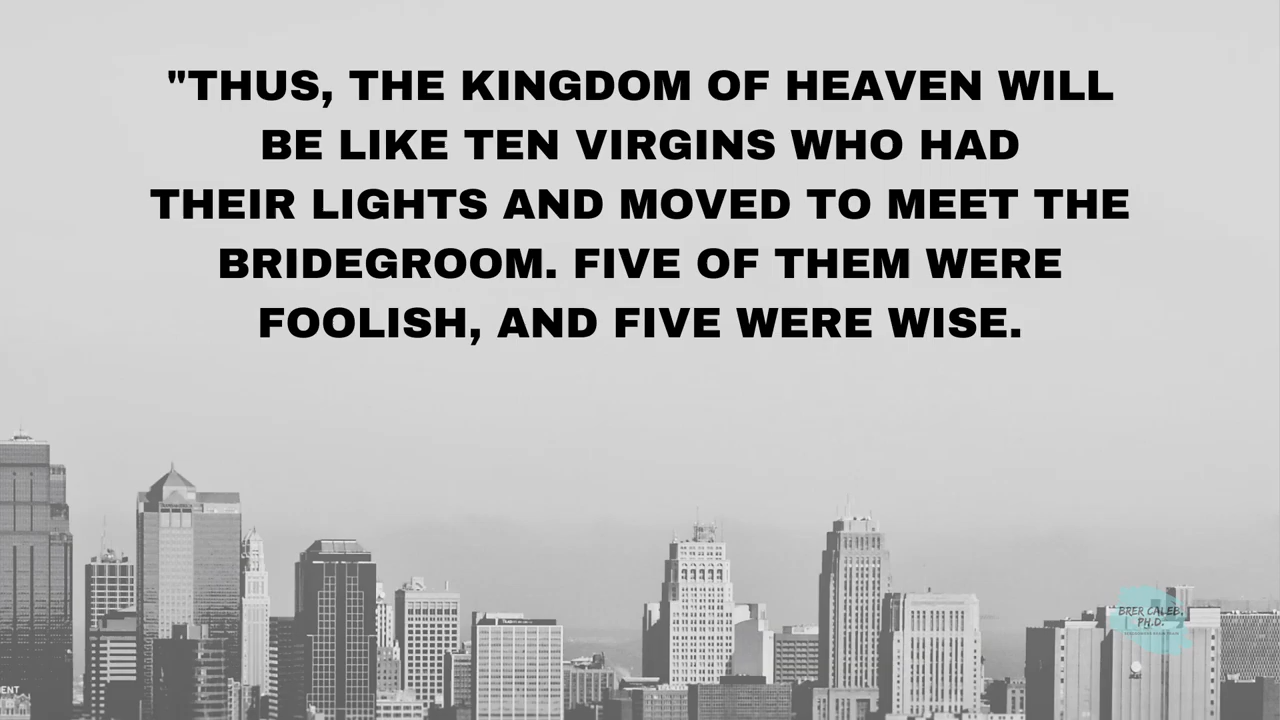 "THUS, THE KINGDOM OF HEAVEN WILL
BE LIKE TEN VIRGINS WHO HAD
THEIR LIGHTS AND MOVED TO MEET THE
BRIDEGROOM. FIVE OF THEM WERE
FOOLISH, AND FIVE WERE WISE.
BRER CALEB,
PH.D.
ENT